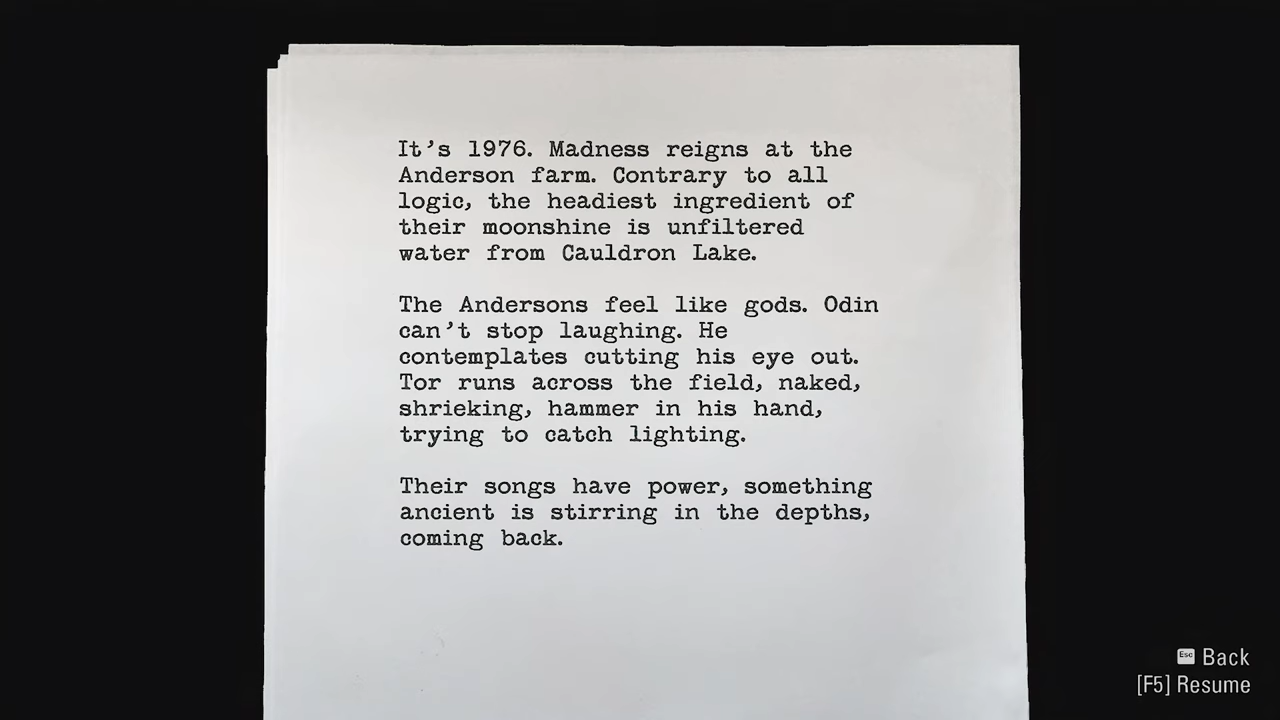 It's 1976. Madness reigns at the
Anderson farm. Contrary to all
logic, the headiest ingredient of
their moonshine is unfiltered
water from Cauldron Lake.
The Andersons feel like gods. Odin
can't stop laughing. He
contemplates cutting his eye out.
Tor runs across the field, naked,
shrieking, hammer in his hand,
trying to catch lighting.
Their songs have power, something
ancient is stirring in the depths,
coming back.
Esc Back
[F5] Resume